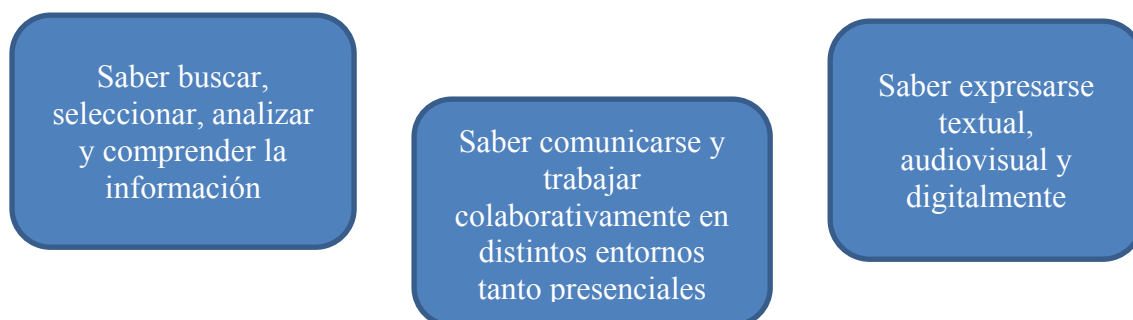 Saber buscar,
seleccionar, analizar
y comprender la
información
Saber comunicarse y
trabajar
colaborativamente en
distintos entornos
tanto presenciales
Saber expresarse
textual,
audiovisual y
digitalmente